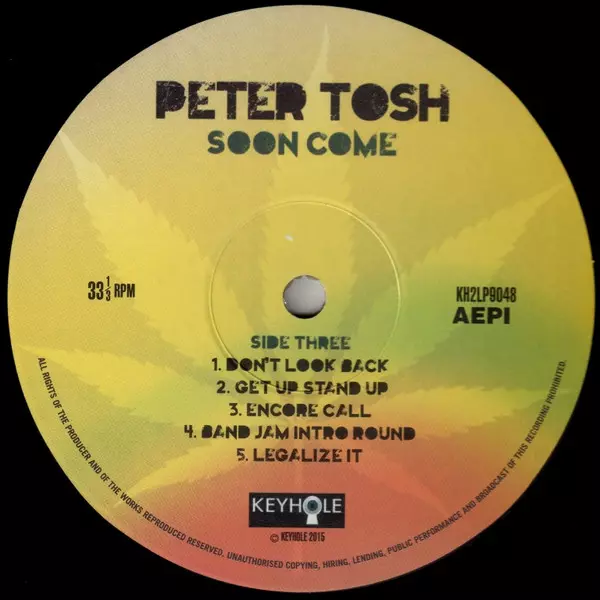 PETER TOSH
SOON COME
33 1/3 RPM
KH2LP9048
AEPI
SIDE THREE
1. DON'T LOOK BACK
2. GET UP STAND UP
3. ENCORE CALL
4. BAND JAM INTRO ROUND
5. LEGALIZE IT
KEYHOLE
© KEYHOLE 2015
ALL RIGHTS OF THE PRODUCER AND OF THE WORKS REPRODUCED RESERVED. UNAUTHORISED COPYING, HIRING, LENDING, PUBLIC PERFORMANCE AND BROADCAST OF THIS RECORDING PROHIBITED.